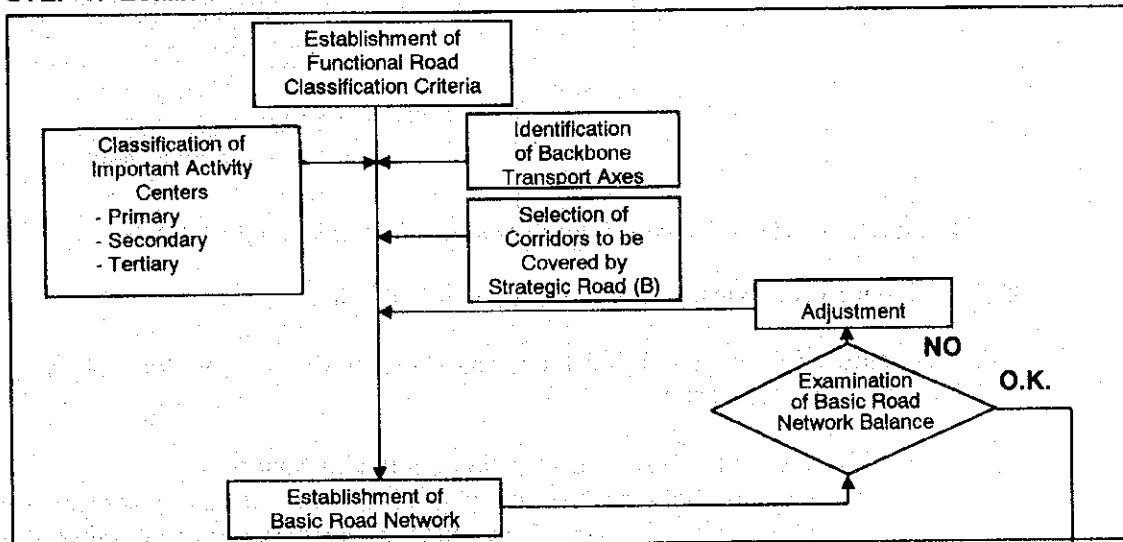 Establishment of
Functional Road
Classification Criteria
Classification of
Important Activity
Centers
- Primary
- Secondary
- Tertiary
Identification
of Backbone
Transport Axes
Selection of
Corridors to be
Covered by
Strategic Road (B)
Adjustment
NO
O.K.
Examination
of Basic Road
Network Balance
Establishment of
Basic Road Network